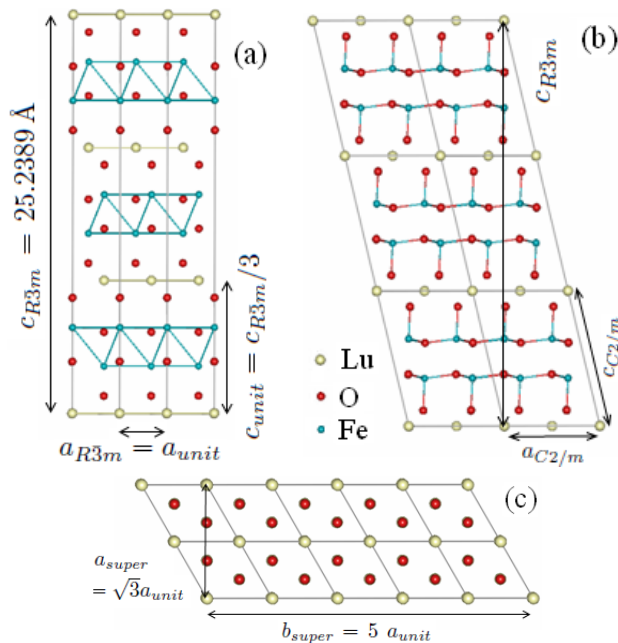 (a)
c_{R\bar{3}m} = 25.2389 Å
c_{unit} = c_{R\bar{3}m}/3
a_{R\bar{3}m} = a_{unit}
(b)
c_{R\bar{3}m}
c_{C2/m}
a_{C2/m}
Lu
O
Fe
(c)
a_{super}
= \sqrt{3}a_{unit}
b_{super} = 5 a_{unit}